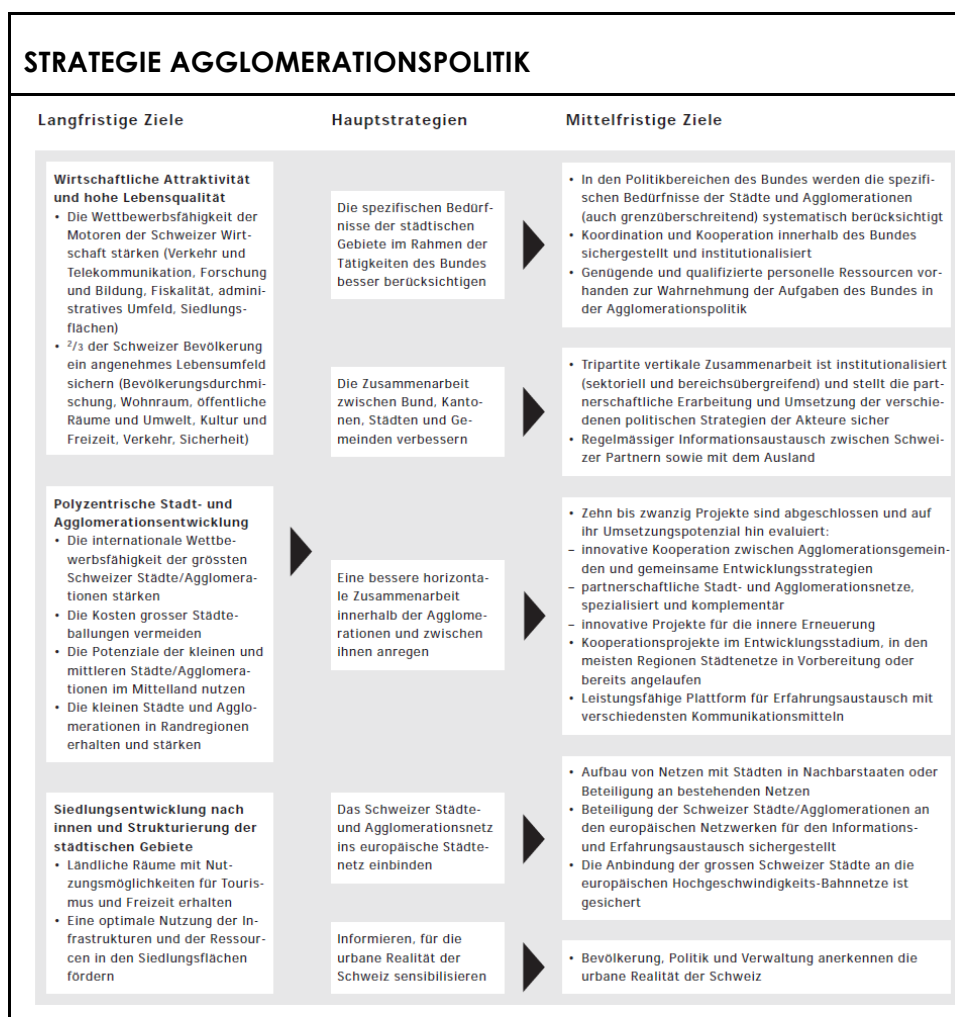 STRATEGIE AGGLOMERATIONSPOLITIK
Langfristige Ziele
Hauptstrategien
Mittelfristige Ziele
Wirtschaftliche Attraktivität
und hohe Lebensqualität
• Die Wettbewerbsfähigkeit der
Motoren der Schweizer Wirt-
schaft stärken (Verkehr und
Telekommunikation, Forschung
und Bildung, Fiskalität, admini-
stratives Umfeld, Siedlungs-
flächen)
• 2/3 der Schweizer Bevölkerung
ein angenehmes Lebensumfeld
sichern (Bevölkerungsdurchmi-
schung, Wohnraum, öffentliche
Räume und Umwelt, Kultur und
Freizeit, Verkehr, Sicherheit)
Polyzentrische Stadt- und
Agglomerationsentwicklung
• Die internationale Wettbe-
werbsfähigkeit der grössten
Schweizer Städte/Agglomera-
tionen stärken
• Die Kosten grosser Städte-
ballungen vermeiden
• Die Potenziale der kleinen und
mittleren Städte/Agglomera-
tionen im Mittelland nutzen
• Die kleinen Städte und Agglo-
merationen in Randregionen
erhalten und stärken
Siedlungsentwicklung nach
innen und Strukturierung der
städtischen Gebiete
• Ländliche Räume mit Nut-
zungsmöglichkeiten für Touris-
mus und Freizeit erhalten
• Eine optimale Nutzung der In-
frastrukturen und der Ressour-
cen in den Siedlungsflächen
fördern
Die spezifischen Bedürf-
nisse der städtischen
Gebiete im Rahmen der
Tätigkeiten des Bundes
besser berücksichtigen
Die Zusammenarbeit
zwischen Bund, Kanto-
nen, Städten und Ge-
meinden verbessern
Eine bessere horizonta-
le Zusammenarbeit
innerhalb der Agglome-
rationen und zwischen
ihnen anregen
Das Schweizer Städte-
und Agglomerationsnetz
ins europäische Städte-
netz einbinden
Informieren, für die
urbane Realität der
Schweiz sensibilisieren
• In den Politikbereichen des Bundes werden die spezifi-
schen Bedürfnisse der Städte und Agglomerationen
(auch grenzüberschreitend) systematisch berücksichtigt
• Koordination und Kooperation innerhalb des Bundes
sichergestellt und institutionalisiert
• Genügende und qualifizierte personelle Ressourcen vor-
handen zur Wahrnehmung der Aufgaben des Bundes in
der Agglomerationspolitik
• Tripartite vertikale Zusammenarbeit ist institutionalisiert
(sektoriell und bereichsübergreifend) und stellt die part-
nerschaftliche Erarbeitung und Umsetzung der verschie-
denen politischen Strategien der Akteure sicher
• Regelmässiger Informationsaustausch zwischen Schwei-
zer Partnern sowie mit dem Ausland
• Zehn bis zwanzig Projekte sind abgeschlossen und auf
ihr Umsetzungspotenzial hin evaluiert:
– innovative Kooperation zwischen Agglomerationsgemein-
den und gemeinsame Entwicklungsstrategien
– partnerschaftliche Stadt- und Agglomerationsnetze,
spezialisiert und komplementär
– innovative Projekte für die innere Erneuerung
• Kooperationsprojekte im Entwicklungsstadium, in den
meisten Regionen Städtenetze in Vorbereitung oder
bereits angelaufen
• Leistungsfähige Plattform für Erfahrungsaustausch mit
verschiedensten Kommunikationsmitteln
• Aufbau von Netzen mit Städten in Nachbarstaaten oder
Beteiligung an bestehenden Netzen
• Beteiligung der Schweizer Städte/Agglomerationen an
den europäischen Netzwerken für den Informations-
und Erfahrungsaustausch sichergestellt
• Die Anbindung der grossen Schweizer Städte an die
europäischen Hochgeschwindigkeits-Bahnnetze ist
gesichert
• Bevölkerung, Politik und Verwaltung anerkennen die
urbane Realität der Schweiz